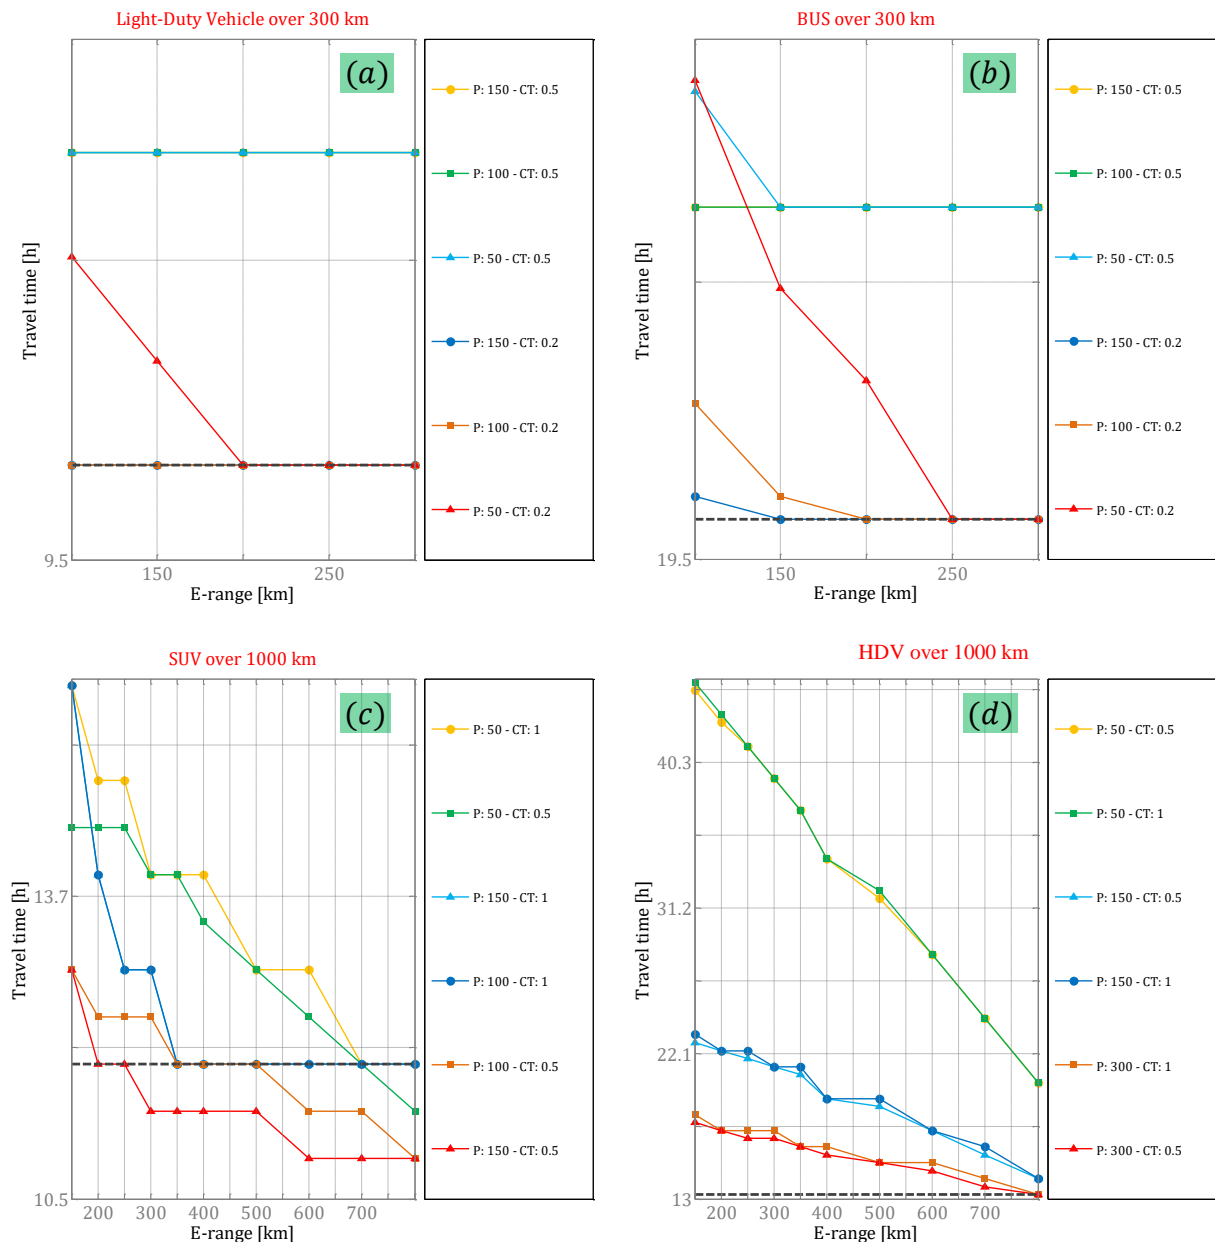 Light-Duty Vehicle over 300 km
(a)
Travel time [h]
9.5
150
250
E-range [km]
P: 150 - CT: 0.5
P: 100 - CT: 0.5
P: 50 - CT: 0.5
P: 150 - CT: 0.2
P: 100 - CT: 0.2
P: 50 - CT: 0.2
BUS over 300 km
(b)
Travel time [h]
19.5
150
250
E-range [km]
P: 150 - CT: 0.5
P: 100 - CT: 0.5
P: 50 - CT: 0.5
P: 150 - CT: 0.2
P: 100 - CT: 0.2
P: 50 - CT: 0.2
SUV over 1000 km
(c)
Travel time [h]
13.7
10.5
200 300 400 500 600 700
E-range [km]
P: 50 - CT: 1
P: 50 - CT: 0.5
P: 150 - CT: 1
P: 100 - CT: 1
P: 100 - CT: 0.5
P: 150 - CT: 0.5
HDV over 1000 km
(d)
Travel time [h]
40.3
31.2
22.1
13
200 300 400 500 600 700
E-range [km]
P: 50 - CT: 0.5
P: 50 - CT: 1
P: 150 - CT: 0.5
P: 150 - CT: 1
P: 300 - CT: 1
P: 300 - CT: 0.5